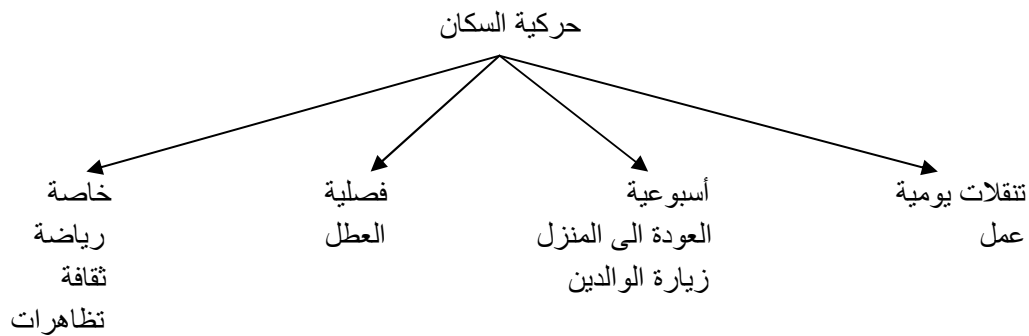 حركية السكان
تنقلات يومية
عمل
أسبوعية
العودة الى المنزل
زيارة الوالدين
فصلية
العطل
خاصة
رياضة
ثقافة
تظاهرات